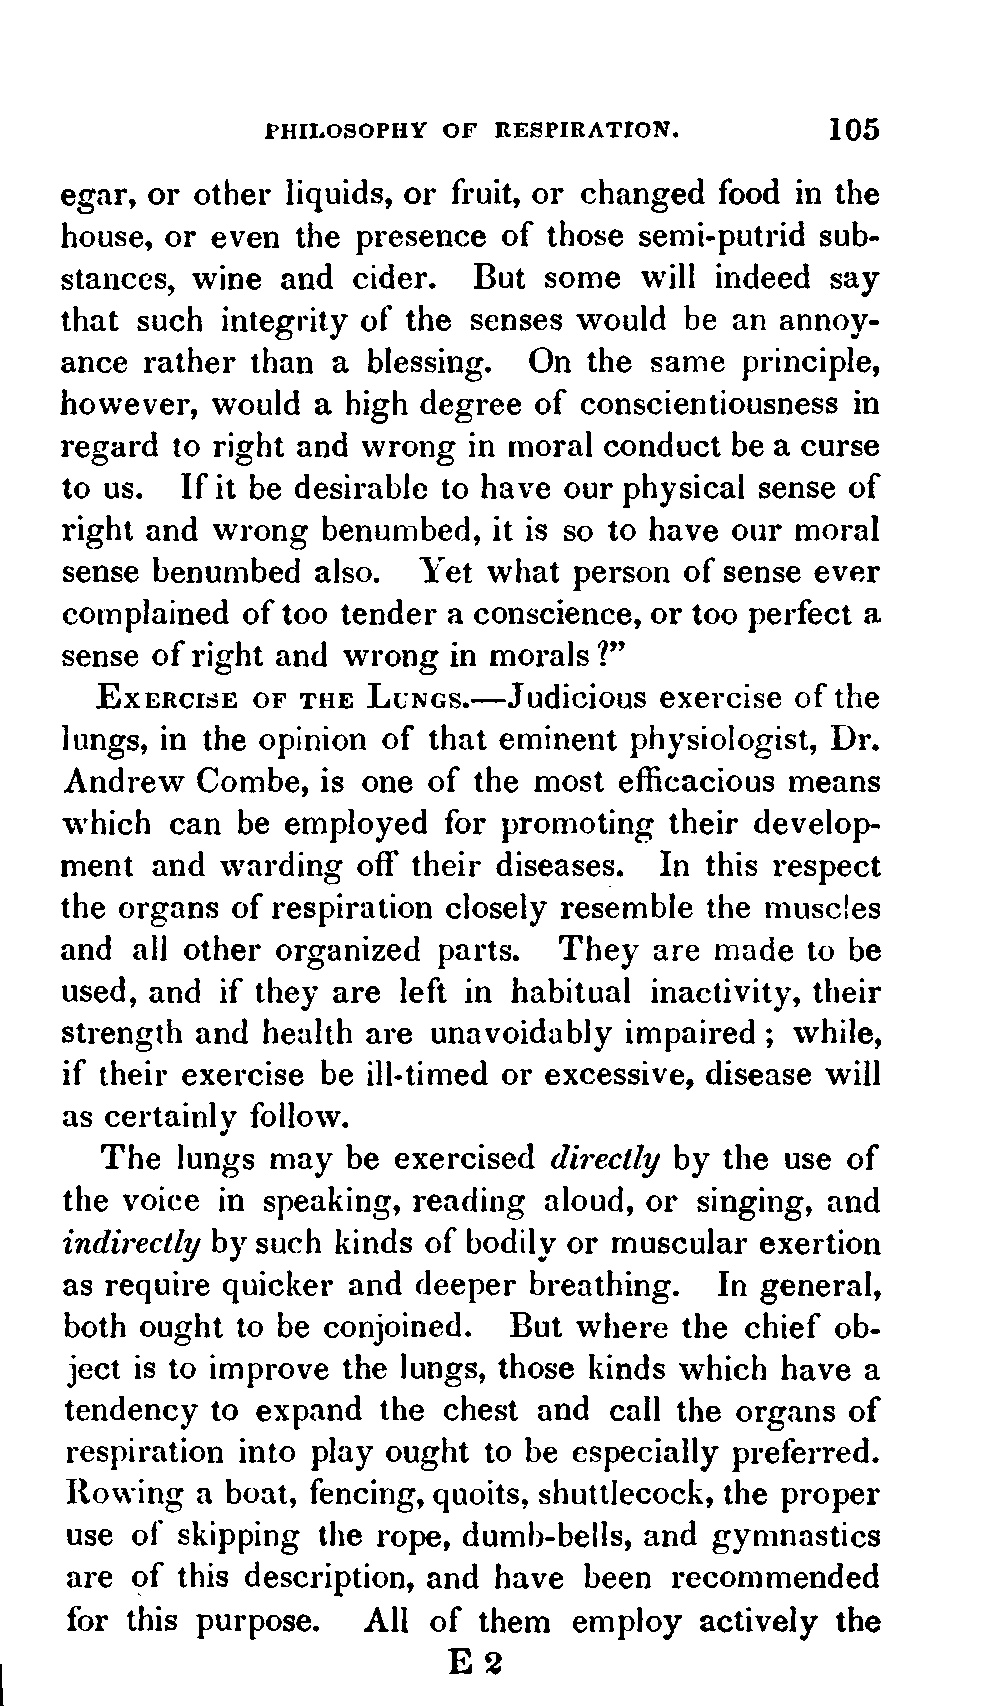 PHILOSOPHY OF RESPIRATION. 105
egar, or other liquids, or fruit, or changed food in the
house, or even the presence of those semi-putrid sub-
stances, wine and cider. But some will indeed say
that such integrity of the senses would be an annoy-
ance rather than a blessing. On the same principle,
however, would a high degree of conscientiousness in
regard to right and wrong in moral conduct be a curse
to us. If it be desirable to have our physical sense of
right and wrong benumbed, it is so to have our moral
sense benumbed also. Yet what person of sense ever
complained of too tender a conscience, or too perfect a
sense of right and wrong in morals ?”
EXERCISE OF THE LUNGS.—Judicious exercise of the
lungs, in the opinion of that eminent physiologist, Dr.
Andrew Combe, is one of the most efficacious means
which can be employed for promoting their develop-
ment and warding off their diseases. In this respect
the organs of respiration closely resemble the muscles
and all other organized parts. They are made to be
used, and if they are left in habitual inactivity, their
strength and health are unavoidably impaired ; while,
if their exercise be ill-timed or excessive, disease will
as certainly follow.
The lungs may be exercised directly by the use of
the voice in speaking, reading aloud, or singing, and
indirectly by such kinds of bodily or muscular exertion
as require quicker and deeper breathing. In general,
both ought to be conjoined. But where the chief ob-
ject is to improve the lungs, those kinds which have a
tendency to expand the chest and call the organs of
respiration into play ought to be especially preferred.
Rowing a boat, fencing, quoits, shuttlecock, the proper
use of skipping the rope, dumb-bells, and gymnastics
are of this description, and have been recommended
for this purpose. All of them employ actively the
E 2